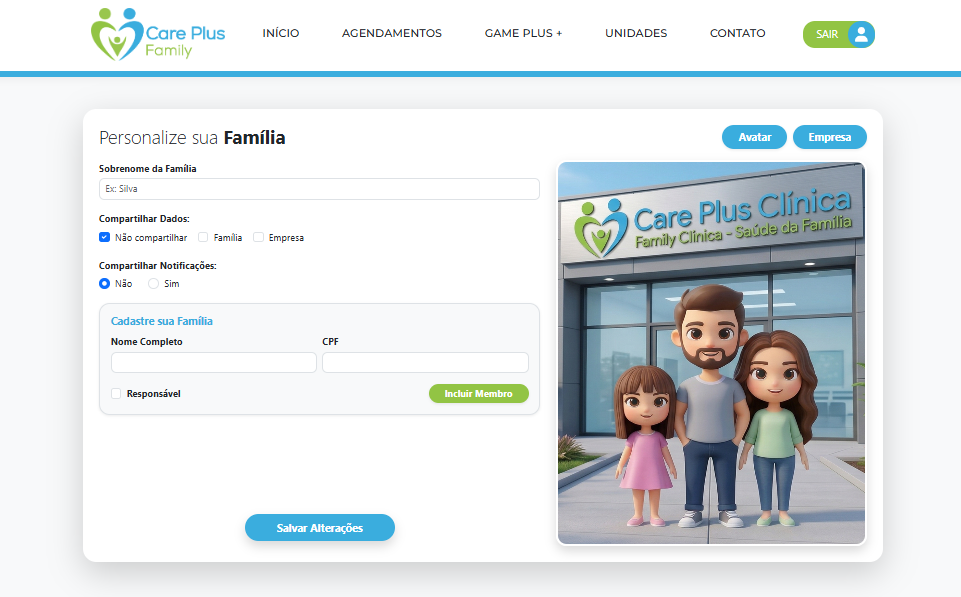 Care Plus
Family
INÍCIO
AGENDAMENTOS
GAME PLUS +
UNIDADES
CONTATO
SAIR
Personalize sua Família
Avatar
Empresa
Sobrenome da Família
Ex: Silva
Compartilhar Dados:
Não compartilhar
Família
Empresa
Compartilhar Notificações:
Não
Sim
Cadastre sua Família
Nome Completo
CPF
Responsável
Incluir Membro
Salvar Alterações
Care Plus Clínica
Family Clínica - Saúde da Família